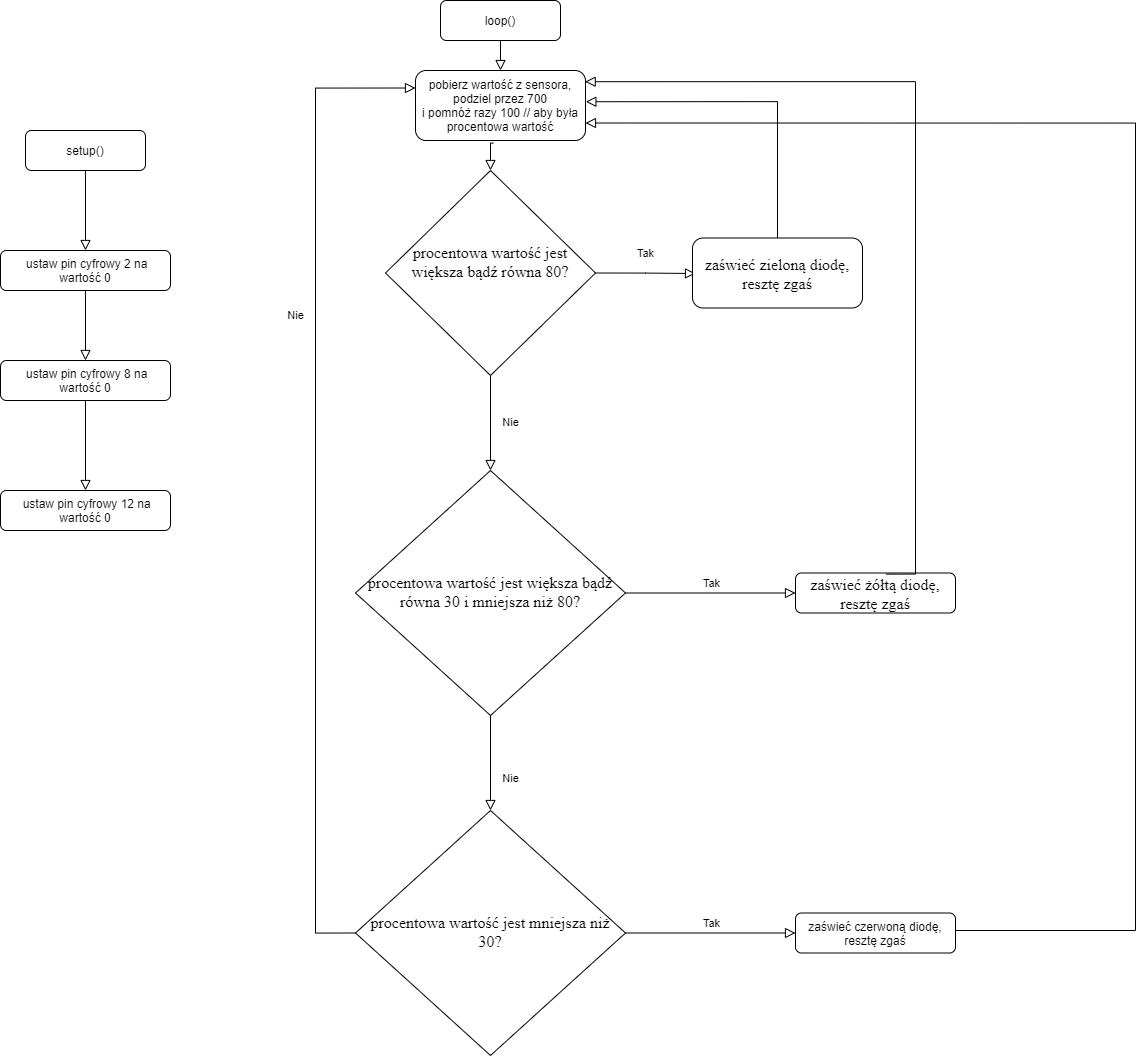 loop()
pobierz wartość z sensora,
podziel przez 700
i pomnóż razy 100 // aby była
procentowa wartość
setup()
ustaw pin cyfrowy 2 na
wartość 0
ustaw pin cyfrowy 8 na
wartość 0
ustaw pin cyfrowy 12 na
wartość 0
procentowa wartość jest
większa bądź równa 80?
Tak
zaświeć zieloną diodę,
resztę zgaś
Nie
Nie
procentowa wartość jest większa bądź
równa 30 i mniejsza niż 80?
Tak
zaświeć żółtą diodę,
resztę zgaś
Nie
procentowa wartość jest mniejsza niż
30?
Tak
zaświeć czerwoną diodę,
resztę zgaś